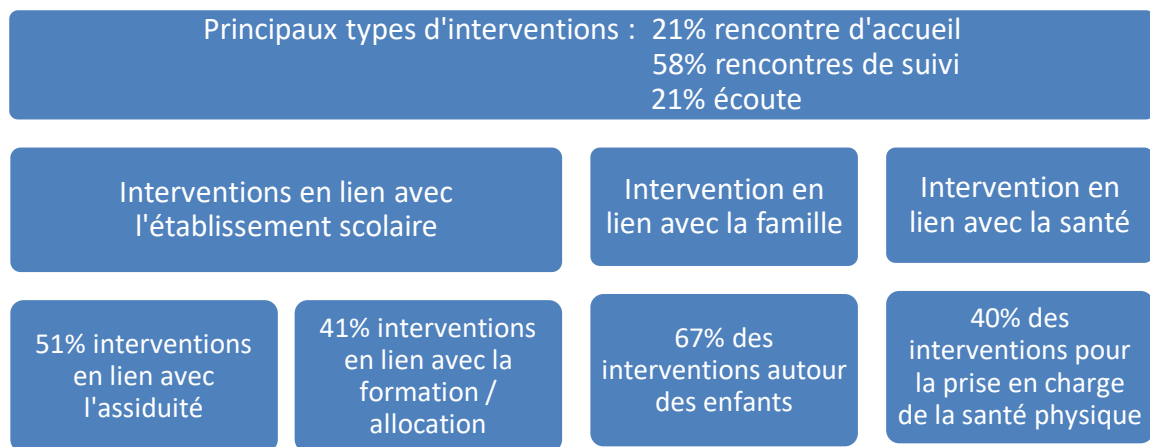 Principaux types d'interventions : 21% rencontre d'accueil
58% rencontres de suivi
21% écoute
Interventions en lien avec
l'établissement scolaire
Intervention en
lien avec la famille
Intervention en
lien avec la santé
51% interventions
en lien avec
l'assiduité
41% interventions
en lien avec la
formation /
allocation
67% des
interventions autour
des enfants
40% des
interventions pour
la prise en charge
de la santé physique